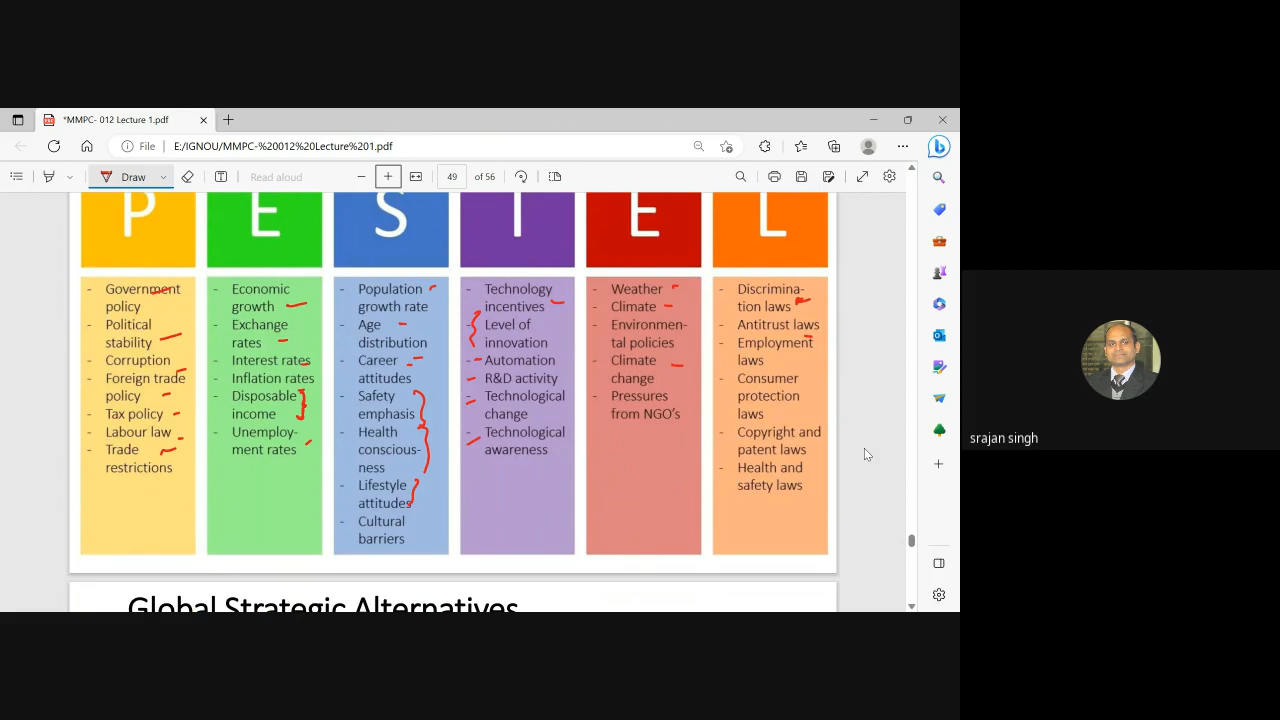 *MMPC- 012 Lecture 1.pdf
File
E:/IGNOU/MMPC-%20012%20Lecture%201.pdf
Draw
Read aloud
49
of 56
P
E
S
T
E
L
- Government
policy
- Political
stability
- Corruption
- Foreign trade
policy
- Tax policy
- Labour law
- Trade
restrictions
- Economic
growth
- Exchange
rates
- Interest rates
- Inflation rates
- Disposable
income
- Unemploy-
ment rates
- Population
growth rate
- Age
distribution
- Career
attitudes
- Safety
emphasis
- Health
conscious-
ness
- Lifestyle
attitudes
- Cultural
barriers
- Technology
incentives
- Level of
innovation
- Automation
- R&D activity
- Technological
change
- Technological
awareness
- Weather
- Climate
- Environmen-
tal policies
- Climate
change
- Pressures
from NGO's
- Discrimina-
tion laws
- Antitrust laws
- Employment
laws
- Consumer
protection
laws
- Copyright and
patent laws
- Health and
safety laws
Global Strategic Alternatives
srajan singh